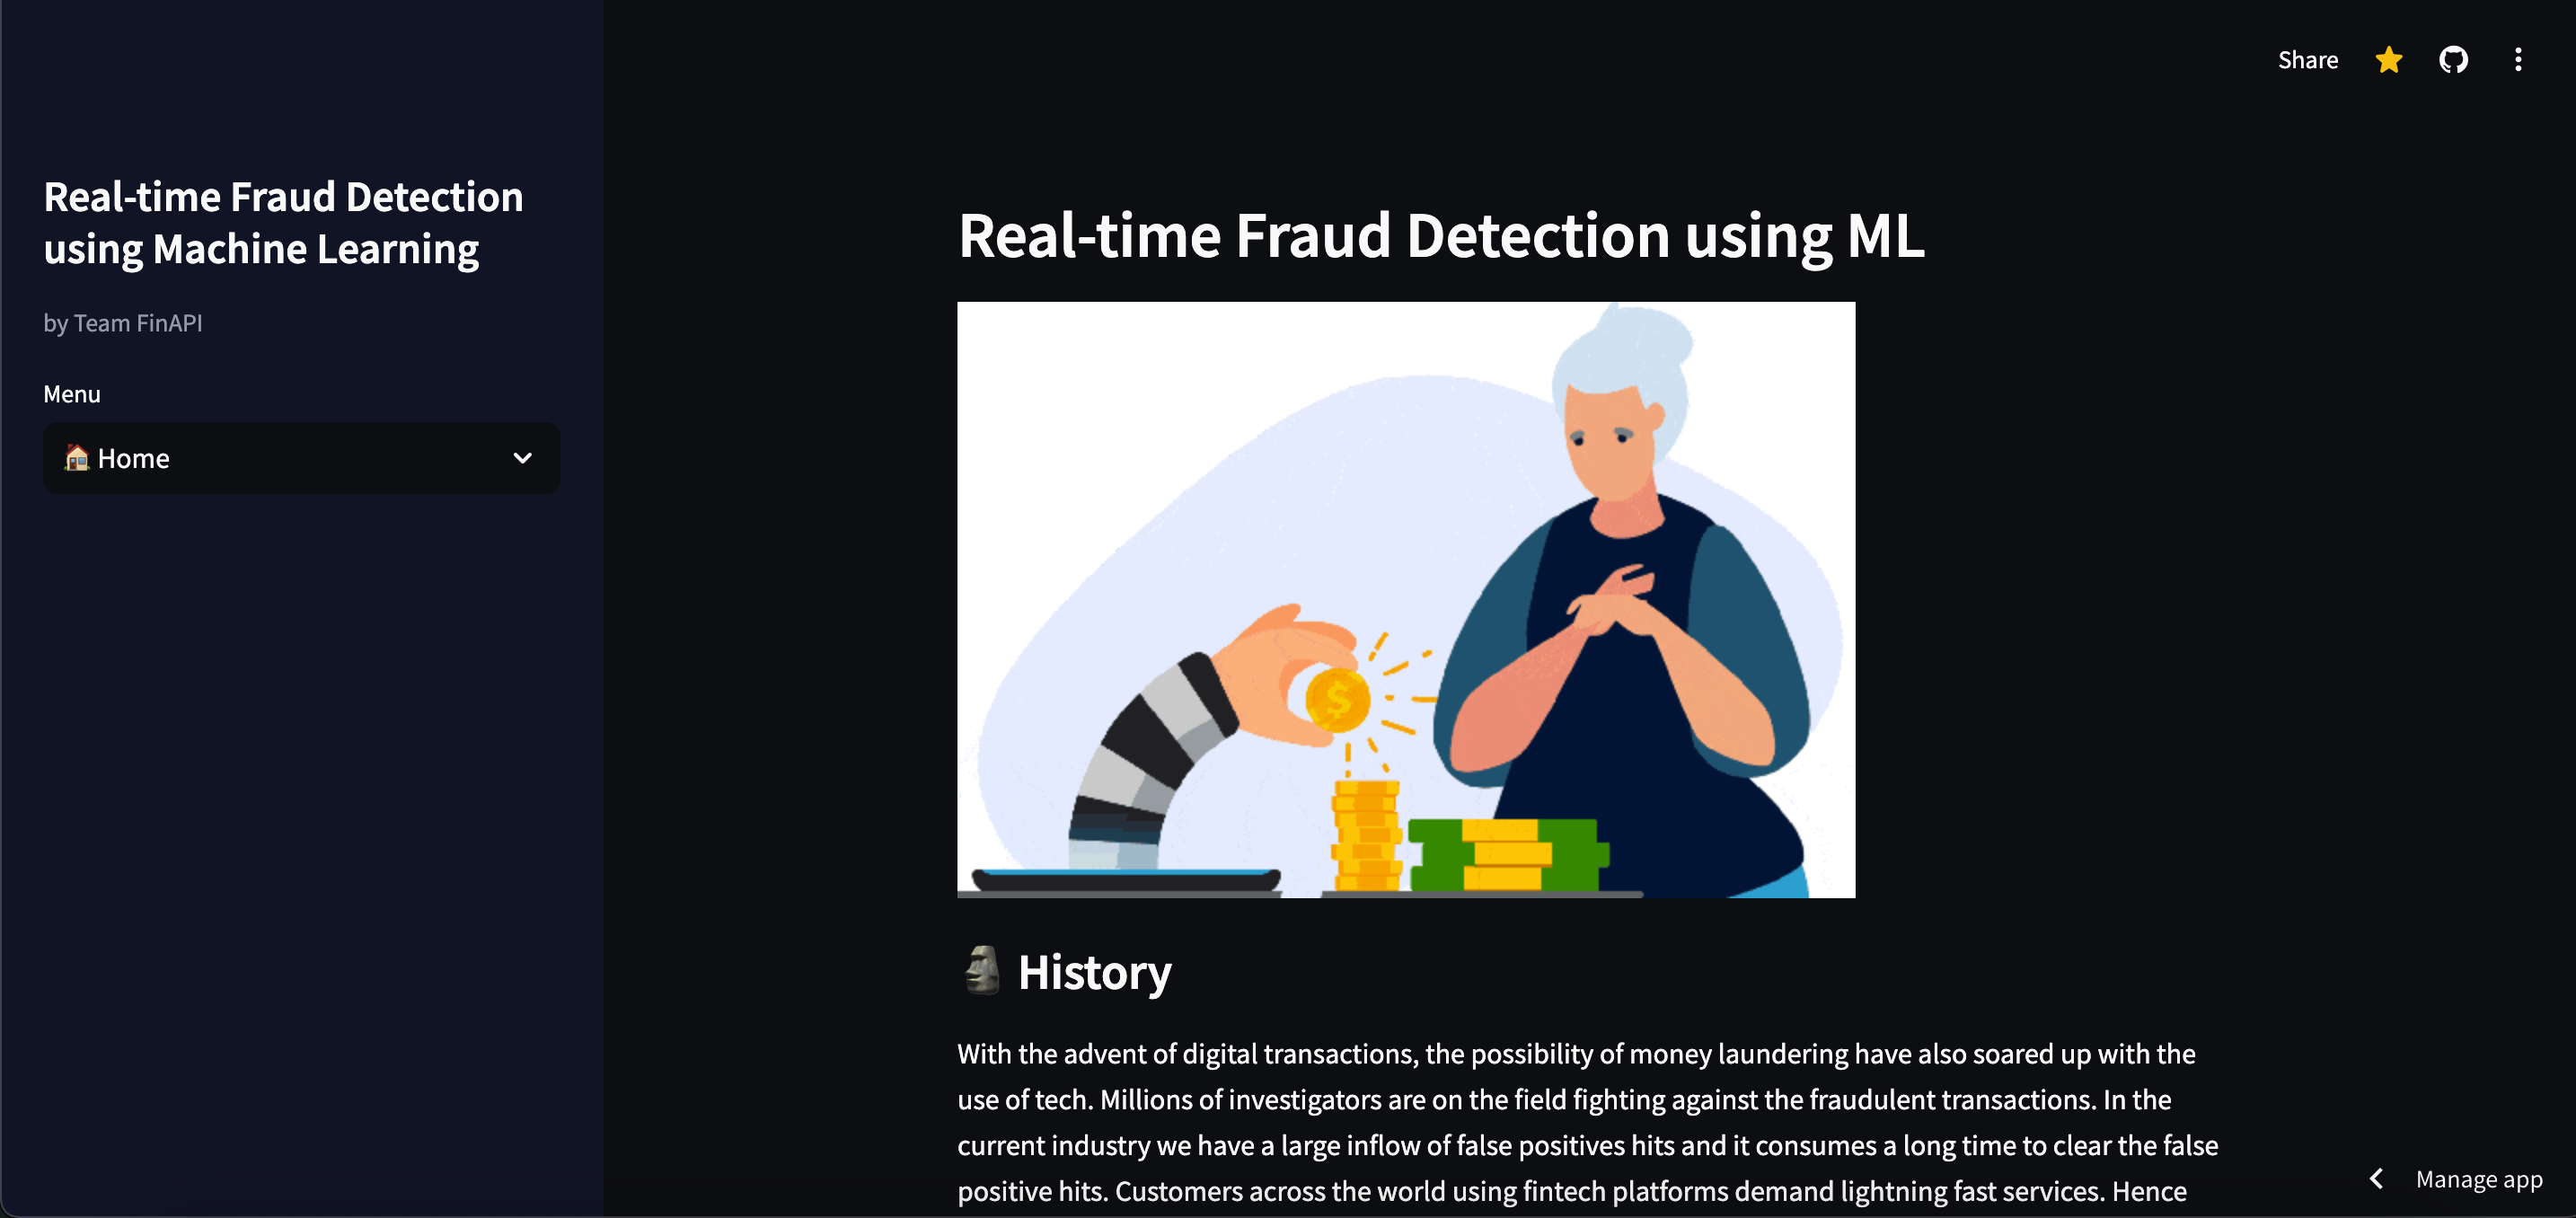 Share
Real-time Fraud Detection
using Machine Learning
by Team FinAPI
Menu
Home
Real-time Fraud Detection using ML
$
History
With the advent of digital transactions, the possibility of money laundering have also soared up with the
use of tech. Millions of investigators are on the field fighting against the fraudulent transactions. In the
current industry we have a large inflow of false positives hits and it consumes a long time to clear the false
positive hits. Customers across the world using fintech platforms demand lightning fast services. Hence
Manage app